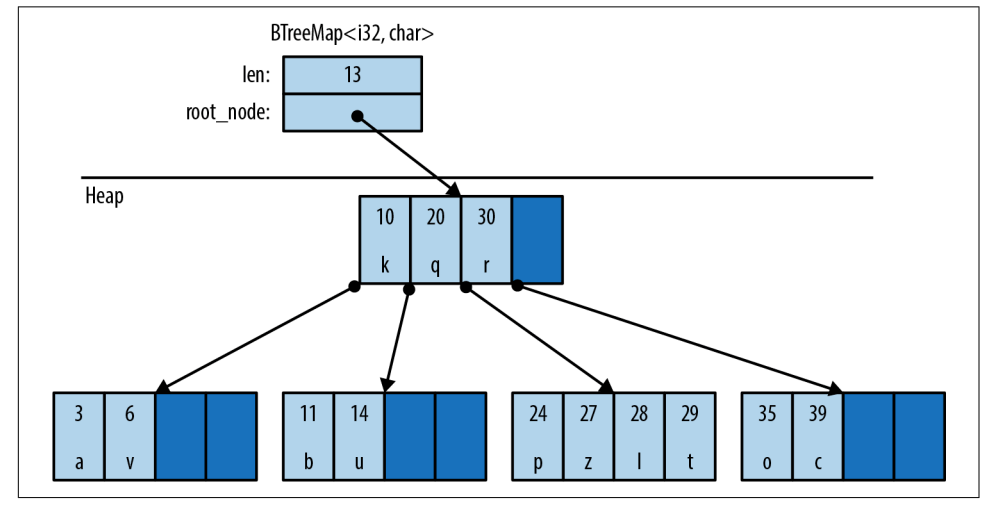 BTreeMap<i32, char>
len: 13
root_node:
Heap
10 20 30
k q r
3 6 11 14 24 27 28 29 35 39
a v b u p z l t o c